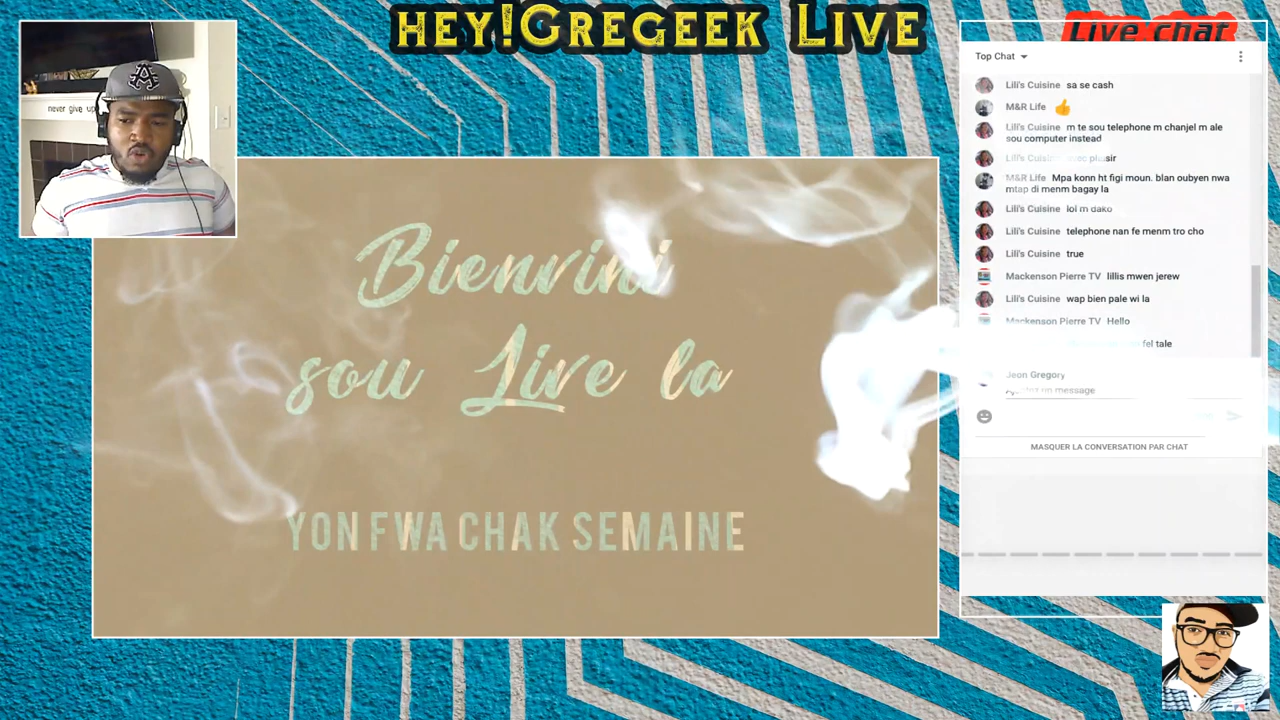 HEY!GREGEEK LIVE
Live chat
never give up
Top Chat
Lili's Cuisine sa se cash
M&R Life
Lili's Cuisine m te sou telephone m chanjel m ale
sou computer instead
Lili's Cuisine avec plaisir
M&R Life Mpa konn ht figi moun. blan oubyen nwa
mtap di menm bagay la
Lili's Cuisine lol m dako
Lili's Cuisine telephone nan fe menm tro cho
Lili's Cuisine true
Mackenson Pierre TV lillis mwen jerew
Lili's Cuisine wap bien pale wi la
Mackenson Pierre TV Hello
fel tale
Jeon Gregory
message
MASQUER LA CONVERSATION PAR CHAT
Bienvini
sou Live la
YON FWA CHAK SEMAINE